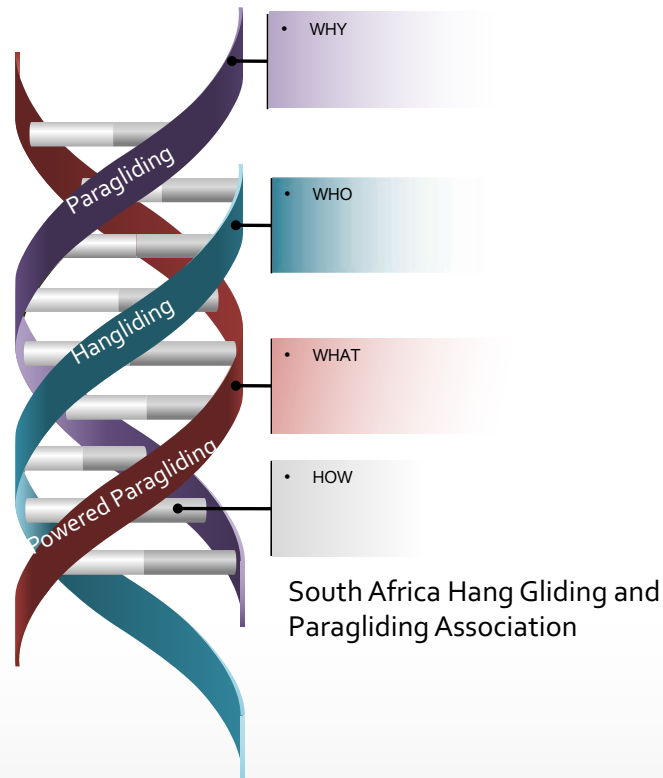 • WHY
Paragliding
• WHO
Hangliding
• WHAT
Powered Paragliding
• HOW
South Africa Hang Gliding and
Paragliding Association